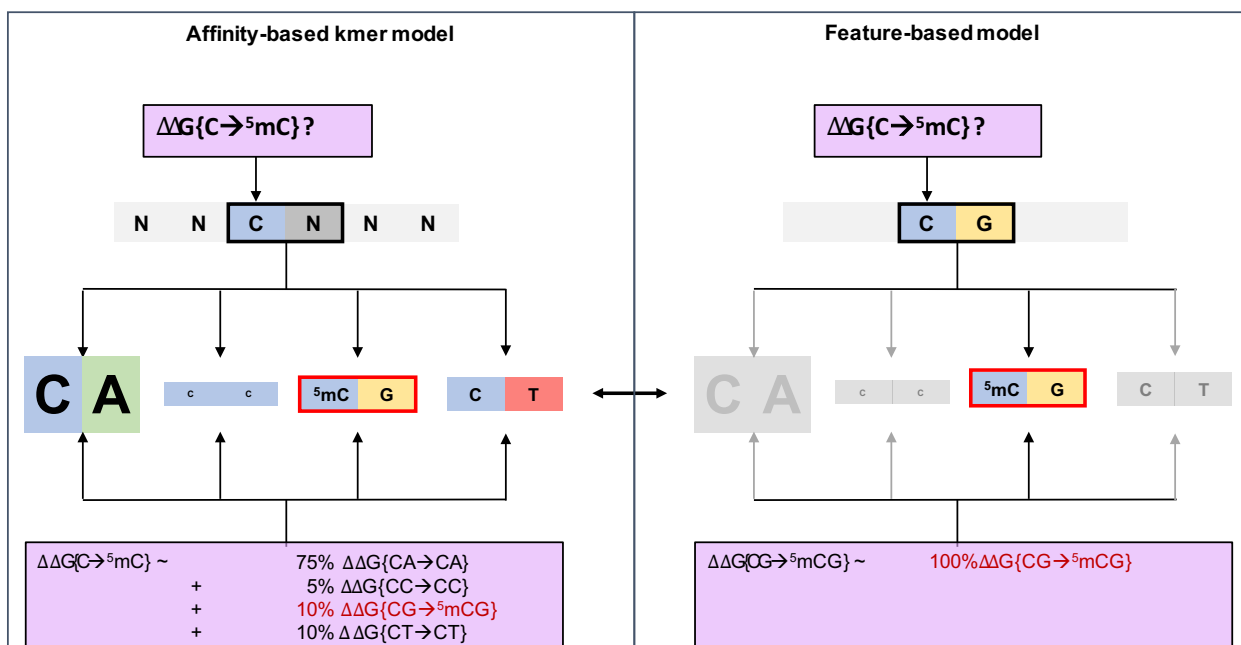 Affinity-based kmer model
ΔΔG{C→⁵mC}?
N N C N N N
C A
c c
⁵mC G
C T
ΔΔG{C→⁵mC} ~ 75% ΔΔG{CA→CA}
+ 5% ΔΔG{CC→CC}
+ 10% ΔΔG{CG→⁵mCG}
+ 10% ΔΔG{CT→CT}
Feature-based model
ΔΔG{C→⁵mC}?
C G
C A
c c
⁵mC G
C T
ΔΔG{CG→⁵mCG} ~ 100%ΔΔG{CG→⁵mCG}